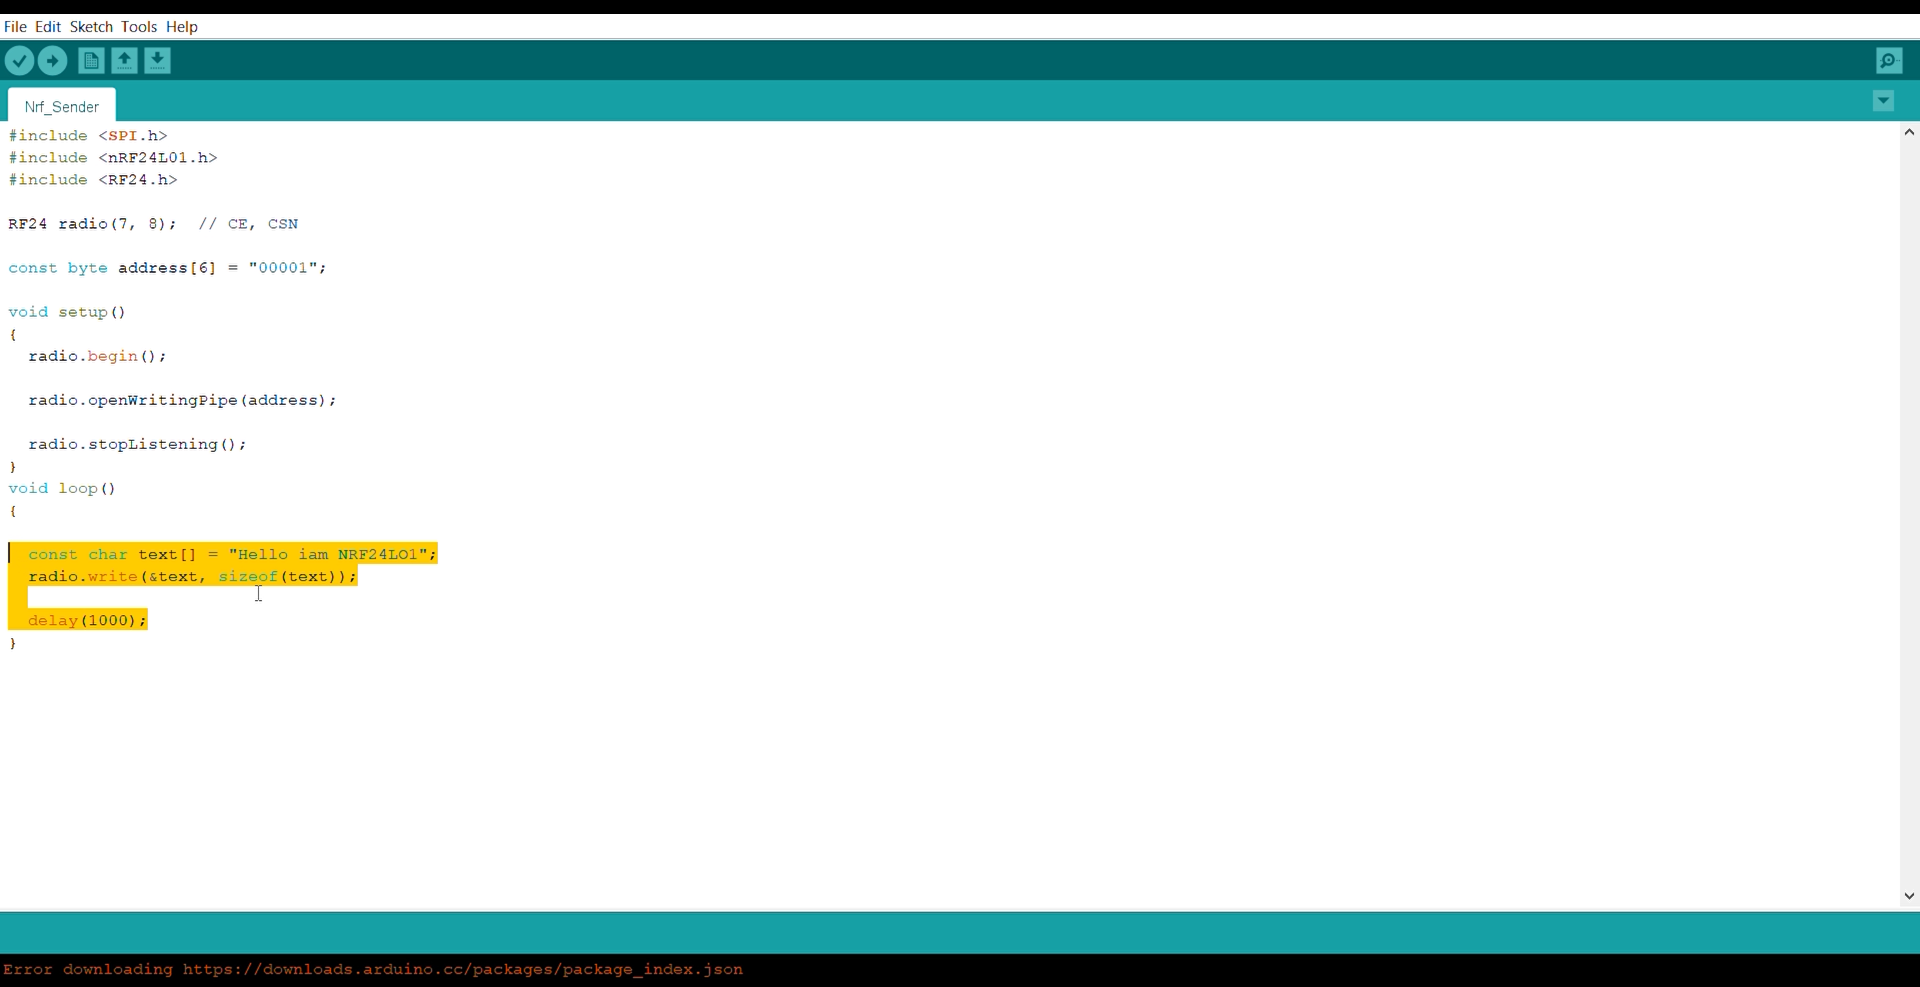 File Edit Sketch Tools Help
Nrf_Sender
#include <SPI.h>
#include <nRF24L01.h>
#include <RF24.h>
RF24 radio(7, 8);  // CE, CSN
const byte address[6] = "00001";
void setup()
{
  radio.begin();
  radio.openWritingPipe(address);
  radio.stopListening();
}
void loop()
{
  const char text[] = "Hello iam NRF24LO1";
  radio.write(&text, sizeof(text));
  delay(1000);
}
Error downloading https://downloads.arduino.cc/packages/package_index.json